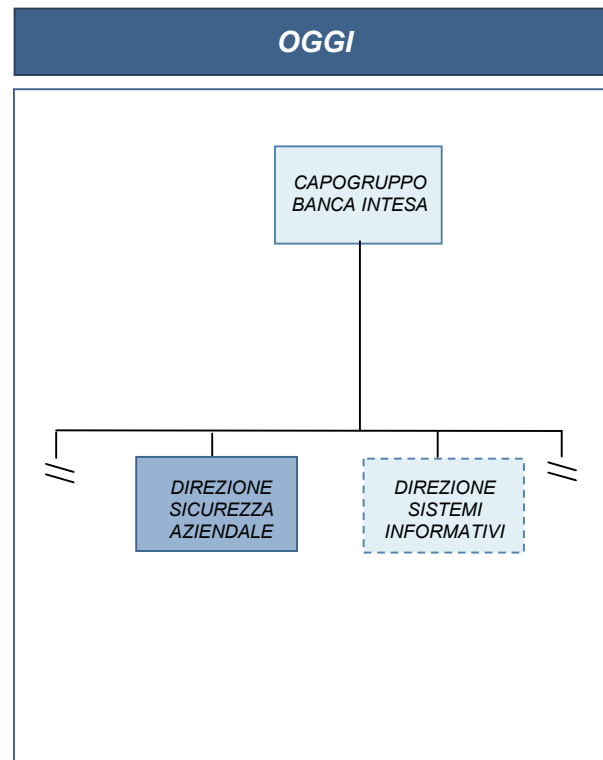 OGGI
CAPOGRUPPO
BANCA INTESA
DIREZIONE
SICUREZZA
AZIENDALE
DIREZIONE
SISTEMI
INFORMATIVI